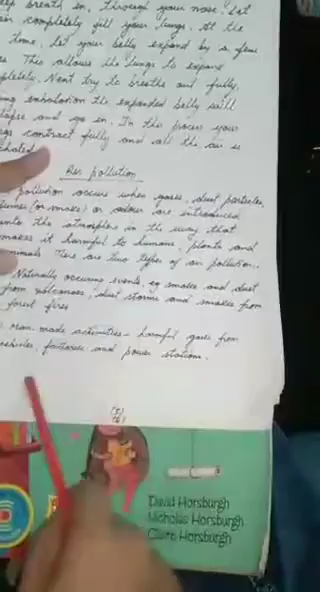 breath in, through your nose. Let
completely fill your lungs. At the
time, let your belly expand by a few
This allows the lungs to expand
Next try to breathe out fully,
exhalation the expanded belly will
and go in. In the process your
contract fully and all the air is
Air pollution
pollution occurs when gases, dust particles,
fumes (or smoke) or odour are introduced
into the atmosphere in the way that
makes it harmful to humans, plants and
animals. There are two types of air pollution.
Naturally occuring events, eg smoke and dust
from volcanoes, dust storms and smokes from
forest fires
man made activities - harmful gases from
vehicles, factories and power stations.
David Horsburgh
Nicholas Horsburgh
Claire Horsburgh